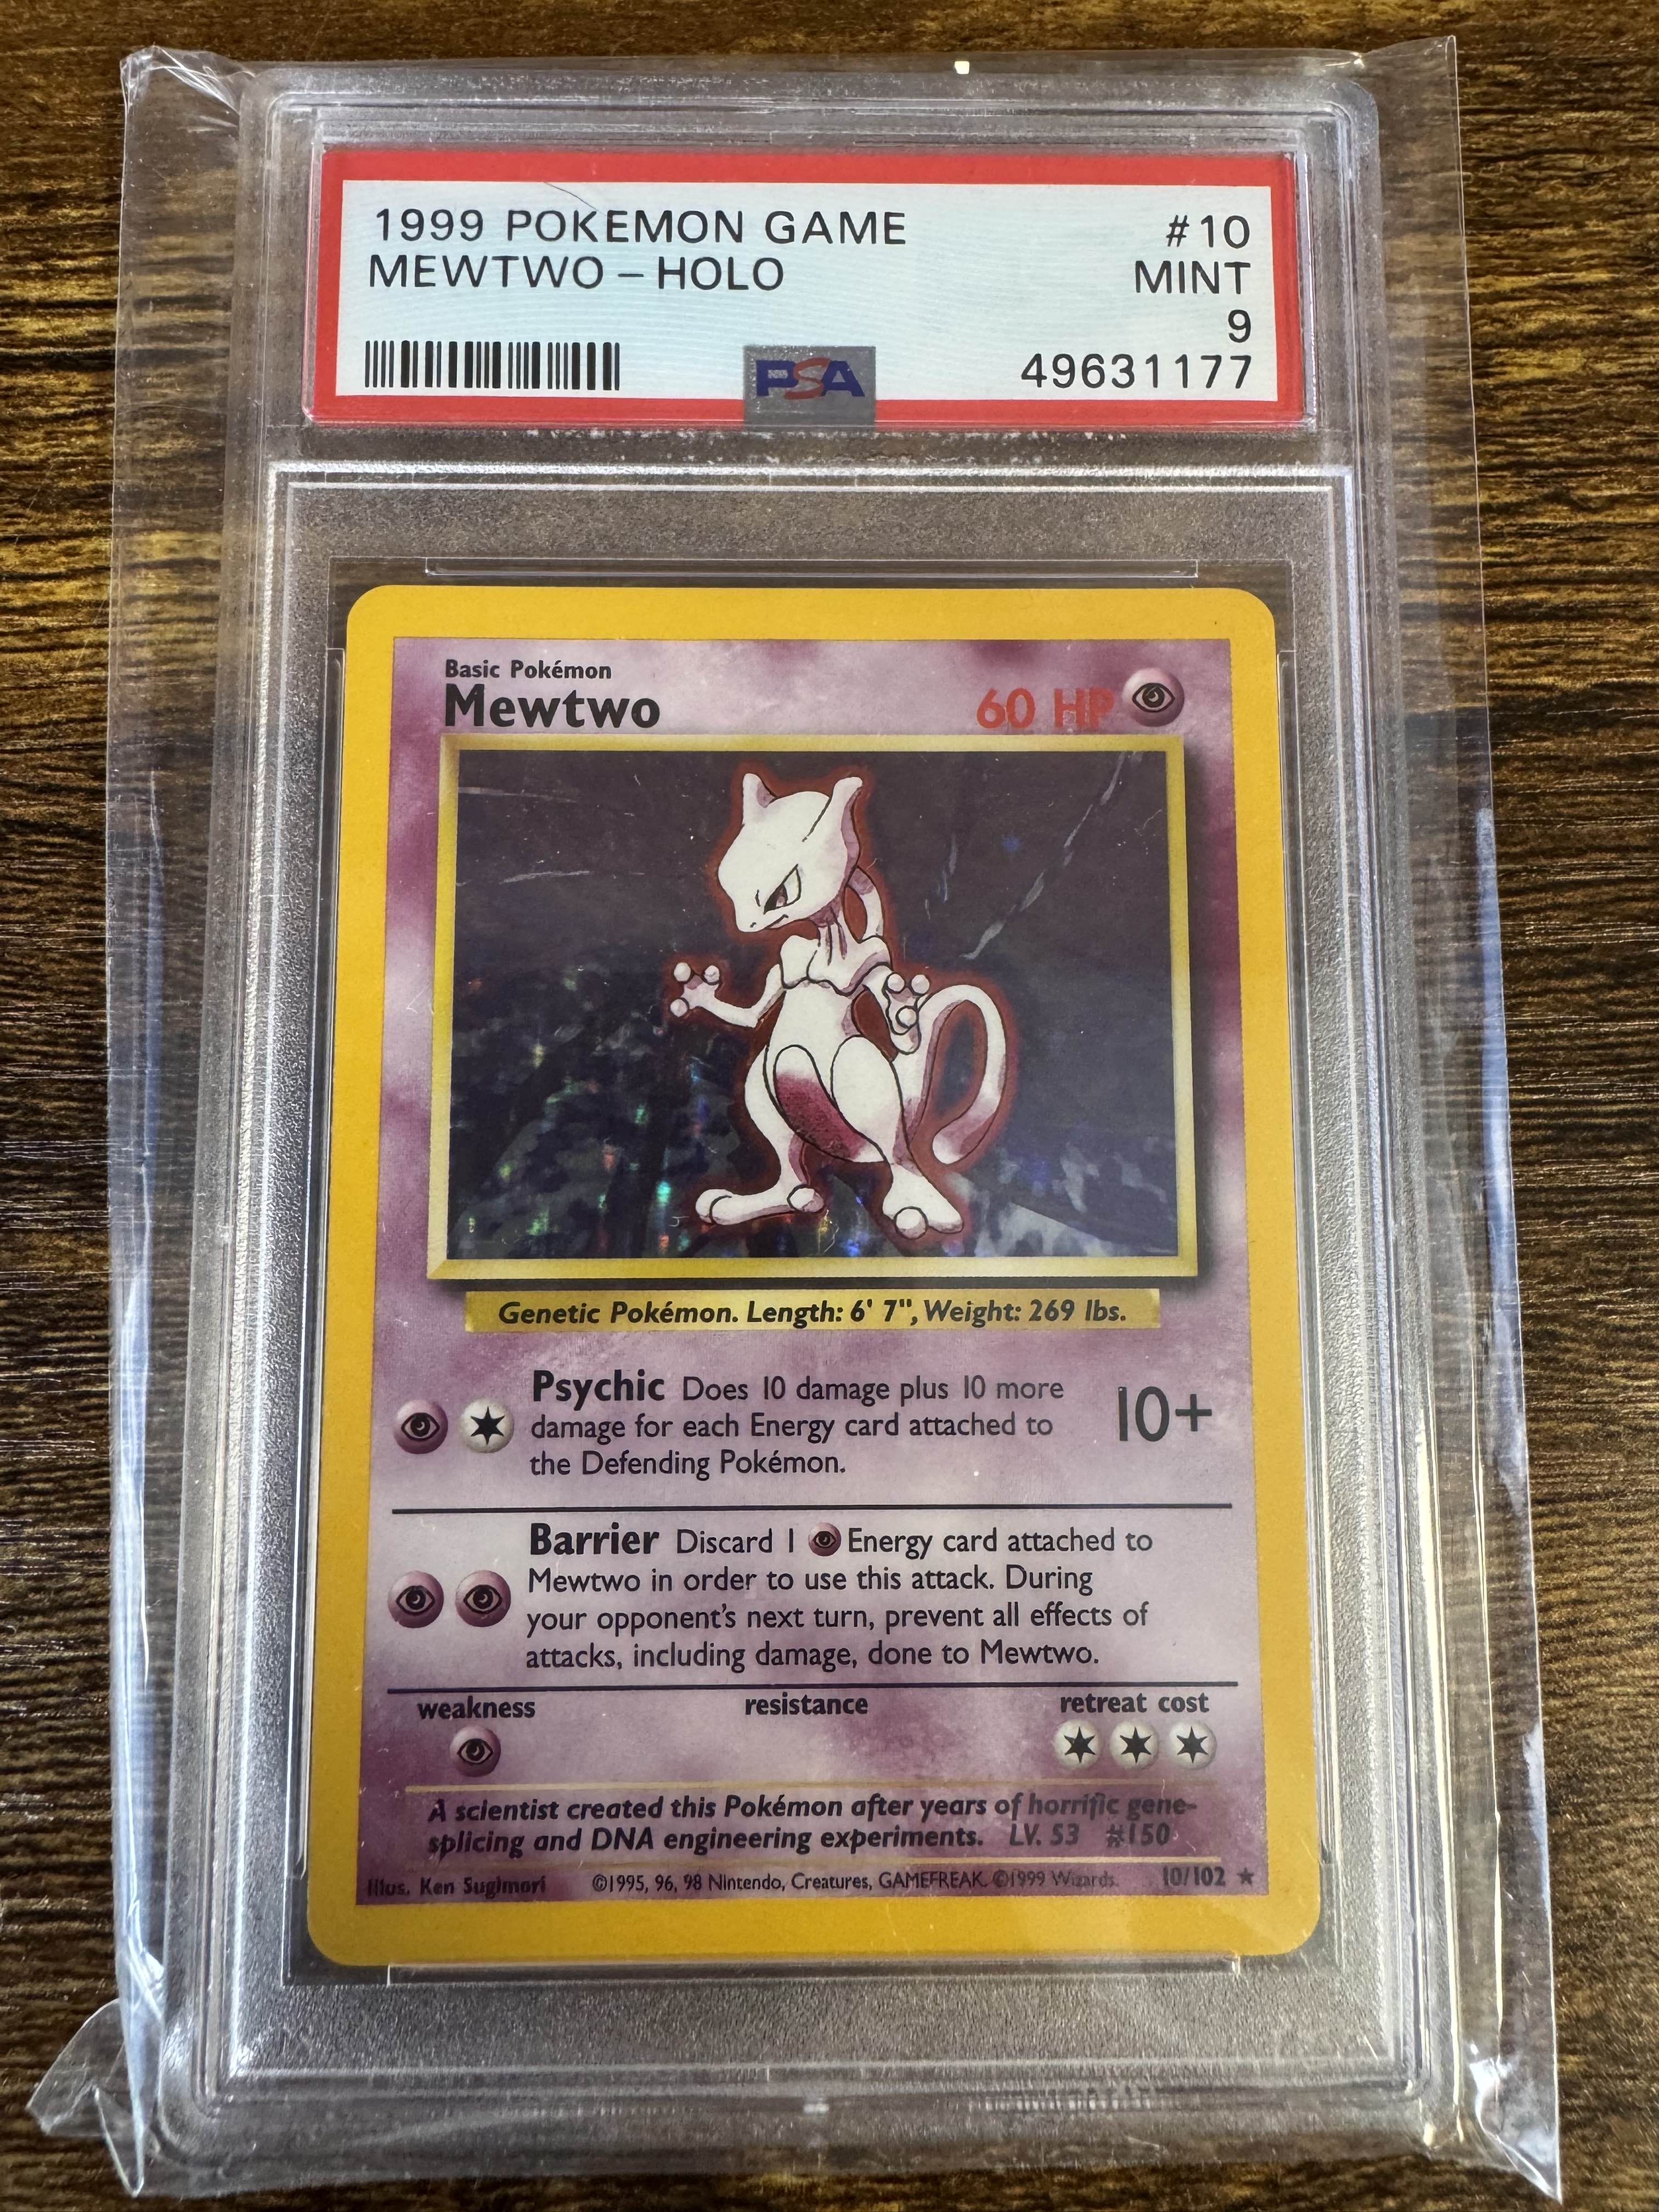 1999 POKEMON GAME #10
MEWTWO – HOLO MINT
9
PSA 49631177
Basic Pokémon
Mewtwo 60 HP
Genetic Pokémon. Length: 6' 7", Weight: 269 lbs.
Psychic Does 10 damage plus 10 more
damage for each Energy card attached to
the Defending Pokémon.
10+
Barrier Discard 1 Energy card attached to
Mewtwo in order to use this attack. During
your opponent's next turn, prevent all effects of
attacks, including damage, done to Mewtwo.
weakness resistance retreat cost
A scientist created this Pokémon after years of horrific gene-
splicing and DNA engineering experiments. LV. 53 #150
Illus. Ken Sugimori ©1995, 96, 98 Nintendo, Creatures, GAMEFREAK. ©1999 Wizards. 10/102 ★